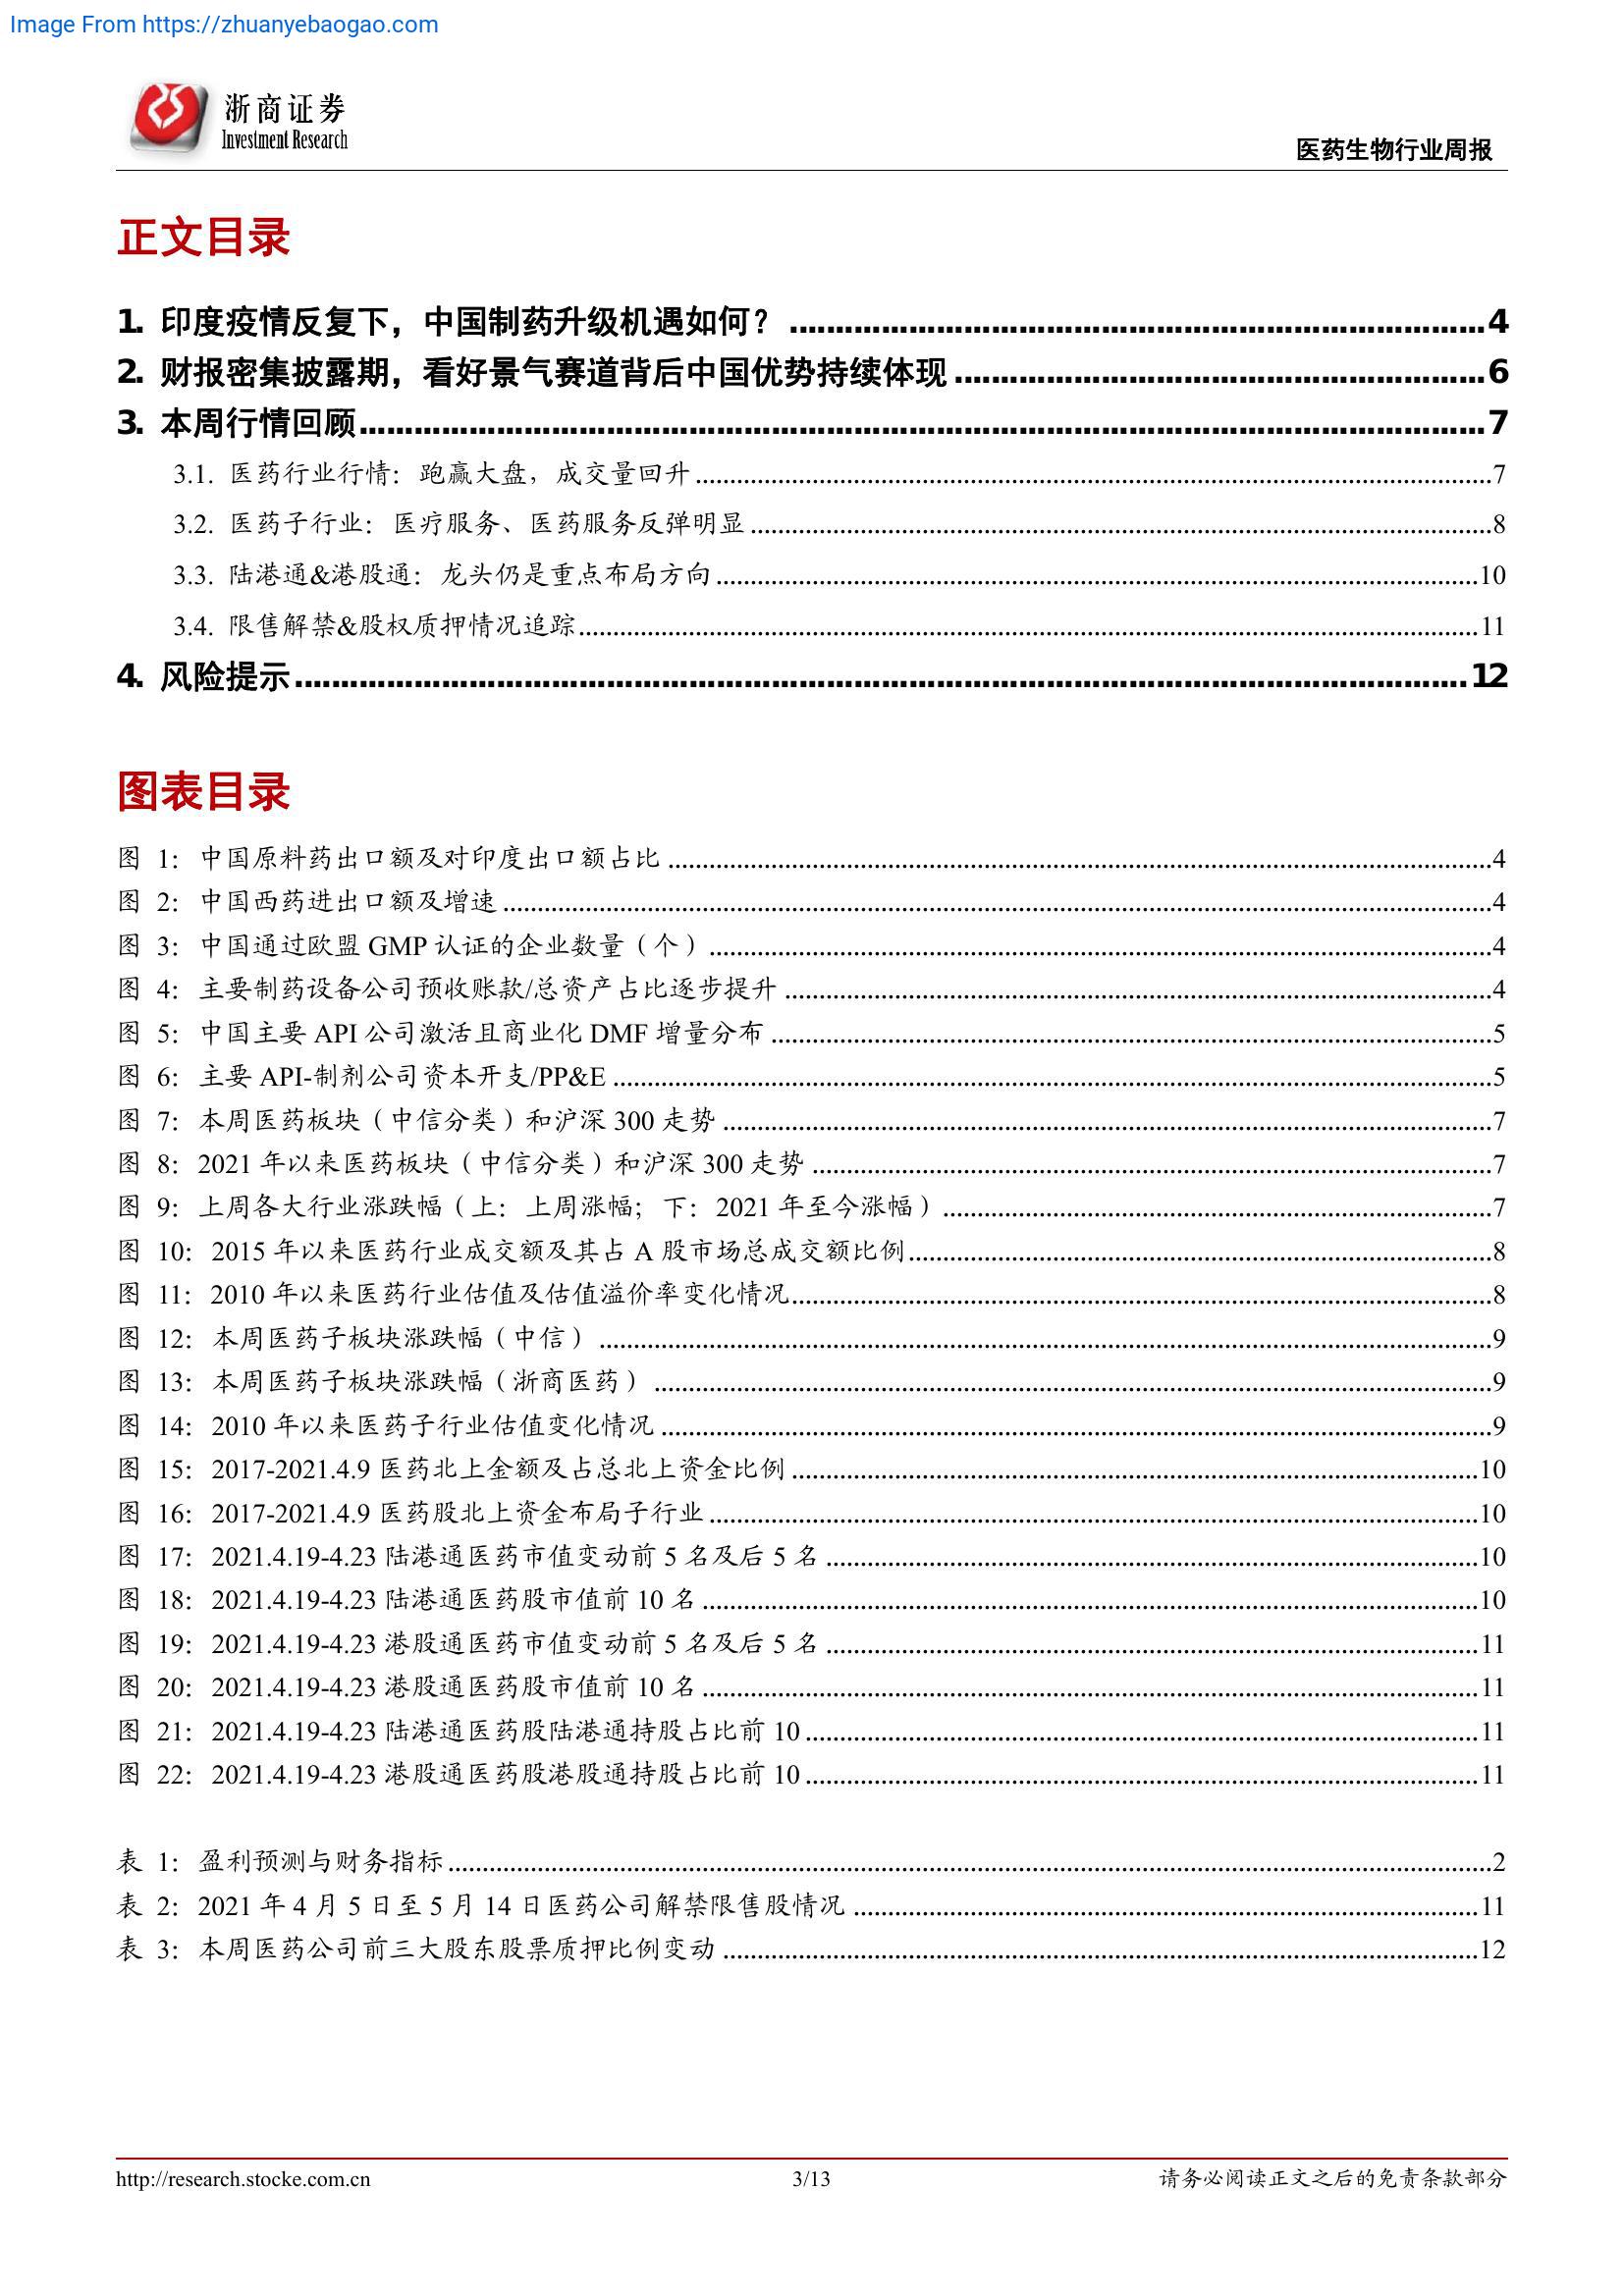 Image From https://zhuanyebaogao.com
浙商证券
Investment Research
医药生物行业周报
正文目录
1. 印度疫情反复下，中国制药升级机遇如何？ ........ 4
2. 财报密集披露期，看好景气赛道背后中国优势持续体现 ........ 6
3. 本周行情回顾 ........ 7
3.1. 医药行业行情：跑赢大盘，成交量回升 ........ 7
3.2. 医药子行业：医疗服务、医药服务反弹明显 ........ 8
3.3. 陆港通&港股通：龙头仍是重点布局方向 ........ 10
3.4. 限售解禁&股权质押情况追踪 ........ 11
4. 风险提示 ........ 12
图表目录
图 1：中国原料药出口额及对印度出口额占比 ........ 4
图 2：中国西药进出口额及增速 ........ 4
图 3：中国通过欧盟 GMP 认证的企业数量（个） ........ 4
图 4：主要制药设备公司预收账款/总资产占比逐步提升 ........ 4
图 5：中国主要 API 公司激活且商业化 DMF 增量分布 ........ 5
图 6：主要 API-制剂公司资本开支/PP&E ........ 5
图 7：本周医药板块（中信分类）和沪深 300 走势 ........ 7
图 8：2021 年以来医药板块（中信分类）和沪深 300 走势 ........ 7
图 9：上周各大行业涨跌幅（上：上周涨幅；下：2021 年至今涨幅） ........ 7
图 10：2015 年以来医药行业成交额及其占 A 股市场总成交额比例 ........ 8
图 11：2010 年以来医药行业估值及估值溢价率变化情况 ........ 8
图 12：本周医药子板块涨跌幅（中信） ........ 9
图 13：本周医药子板块涨跌幅（浙商医药） ........ 9
图 14：2010 年以来医药子行业估值变化情况 ........ 9
图 15：2017-2021.4.9 医药北上金额及占总北上资金比例 ........ 10
图 16：2017-2021.4.9 医药股北上资金布局子行业 ........ 10
图 17：2021.4.19-4.23 陆港通医药市值变动前 5 名及后 5 名 ........ 10
图 18：2021.4.19-4.23 陆港通医药股市值前 10 名 ........ 10
图 19：2021.4.19-4.23 港股通医药市值变动前 5 名及后 5 名 ........ 11
图 20：2021.4.19-4.23 港股通医药股市值前 10 名 ........ 11
图 21：2021.4.19-4.23 陆港通医药股陆港通持股占比前 10 ........ 11
图 22：2021.4.19-4.23 港股通医药股港股通持股占比前 10 ........ 11
表 1：盈利预测与财务指标 ........ 2
表 2：2021 年 4 月 5 日至 5 月 14 日医药公司解禁限售股情况 ........ 11
表 3：本周医药公司前三大股东股票质押比例变动 ........ 12
http://research.stocke.com.cn
3/13
请务必阅读正文之后的免责条款部分